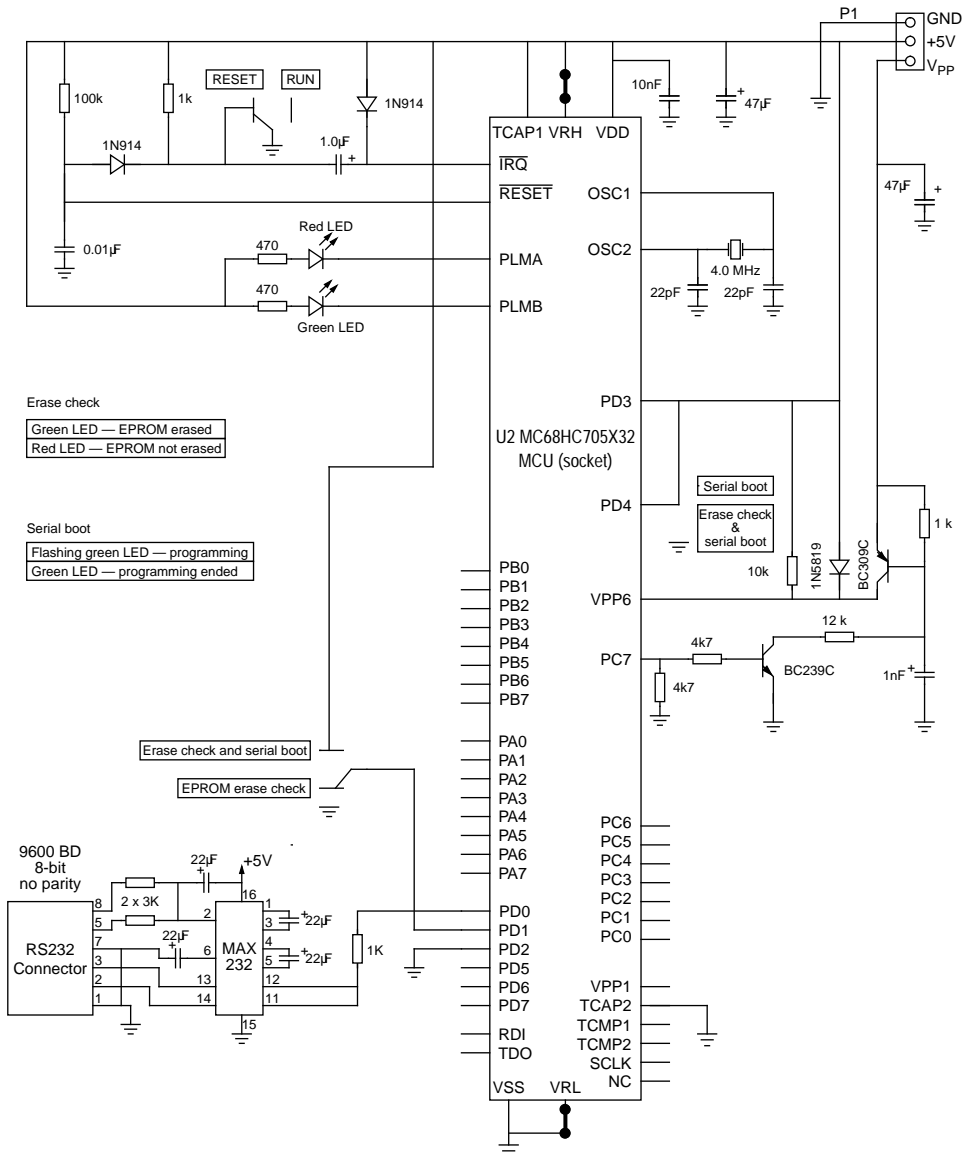 P1
GND
+5V
VPP
RESET RUN
100k
1k
1N914
10nF
+
47µF
TCAP1 VRH VDD
1N914
1.0µF
+
IRQ
RESET
OSC1
47µF
+
Red LED
0.01µF
470
PLMA
OSC2
4.0 MHz
470
PLMB
22pF
22pF
Green LED
Erase check
PD3
Green LED — EPROM erased
Red LED — EPROM not erased
U2 MC68HC705X32
MCU (socket)
Serial boot
PD4
Erase check
&
serial boot
1 k
Serial boot
Flashing green LED — programming
Green LED — programming ended
10k
1N5819
BC309C
PB0
PB1
PB2
PB3
PB4
PB5
PB6
PB7
VPP6
12 k
4k7
PC7
4k7
BC239C
1nF
+
Erase check and serial boot
EPROM erase check
PA0
PA1
PA2
PA3
PA4
PA5
PA6
PA7
PC6
PC5
PC4
PC3
PC2
PC1
PC0
9600 BD
8-bit
no parity
22µF
+
+5V
16
8
2 x 3K
5
7
3
2
1
RS232
Connector
22µF
+
2
6
13
14
MAX
232
1
3
4
5
12
11
15
+
22µF
+
22µF
1K
PD0
PD1
PD2
PD5
PD6
PD7
RDI
TDO
VPP1
TCAP2
TCMP1
TCMP2
SCLK
NC
VSS VRL